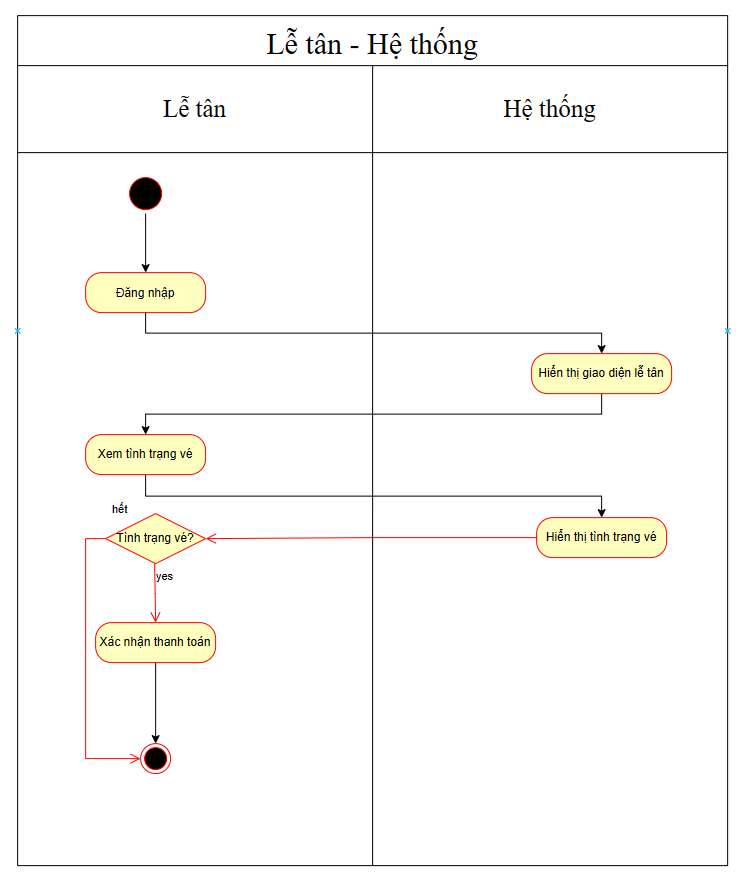 Lễ tân - Hệ thống
Lễ tân
Hệ thống
Đăng nhập
Hiển thị giao diện lễ tân
Xem tình trạng vé
hết
Tình trạng vé?
Hiển thị tình trạng vé
yes
Xác nhận thanh toán